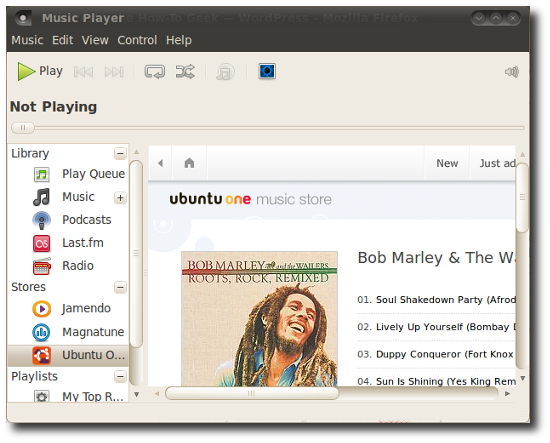 Music Player How-To Geek — WordPress - Mozilla Firefox
Music Edit View Control Help
Play
Not Playing
Library
Play Queue
Music
Podcasts
Last.fm
Radio
Stores
Jamendo
Magnatune
Ubuntu O...
Playlists
My Top R...
New Just ad
ubuntu one music store
BOB MARLEY and the WAILERS
ROOTS, ROCK, REMIXED
Bob Marley & The Wa
01. Soul Shakedown Party (Afrod
02. Lively Up Yourself (Bombay D
03. Duppy Conqueror (Fort Knox
04. Sun Is Shining (Yes King Rem